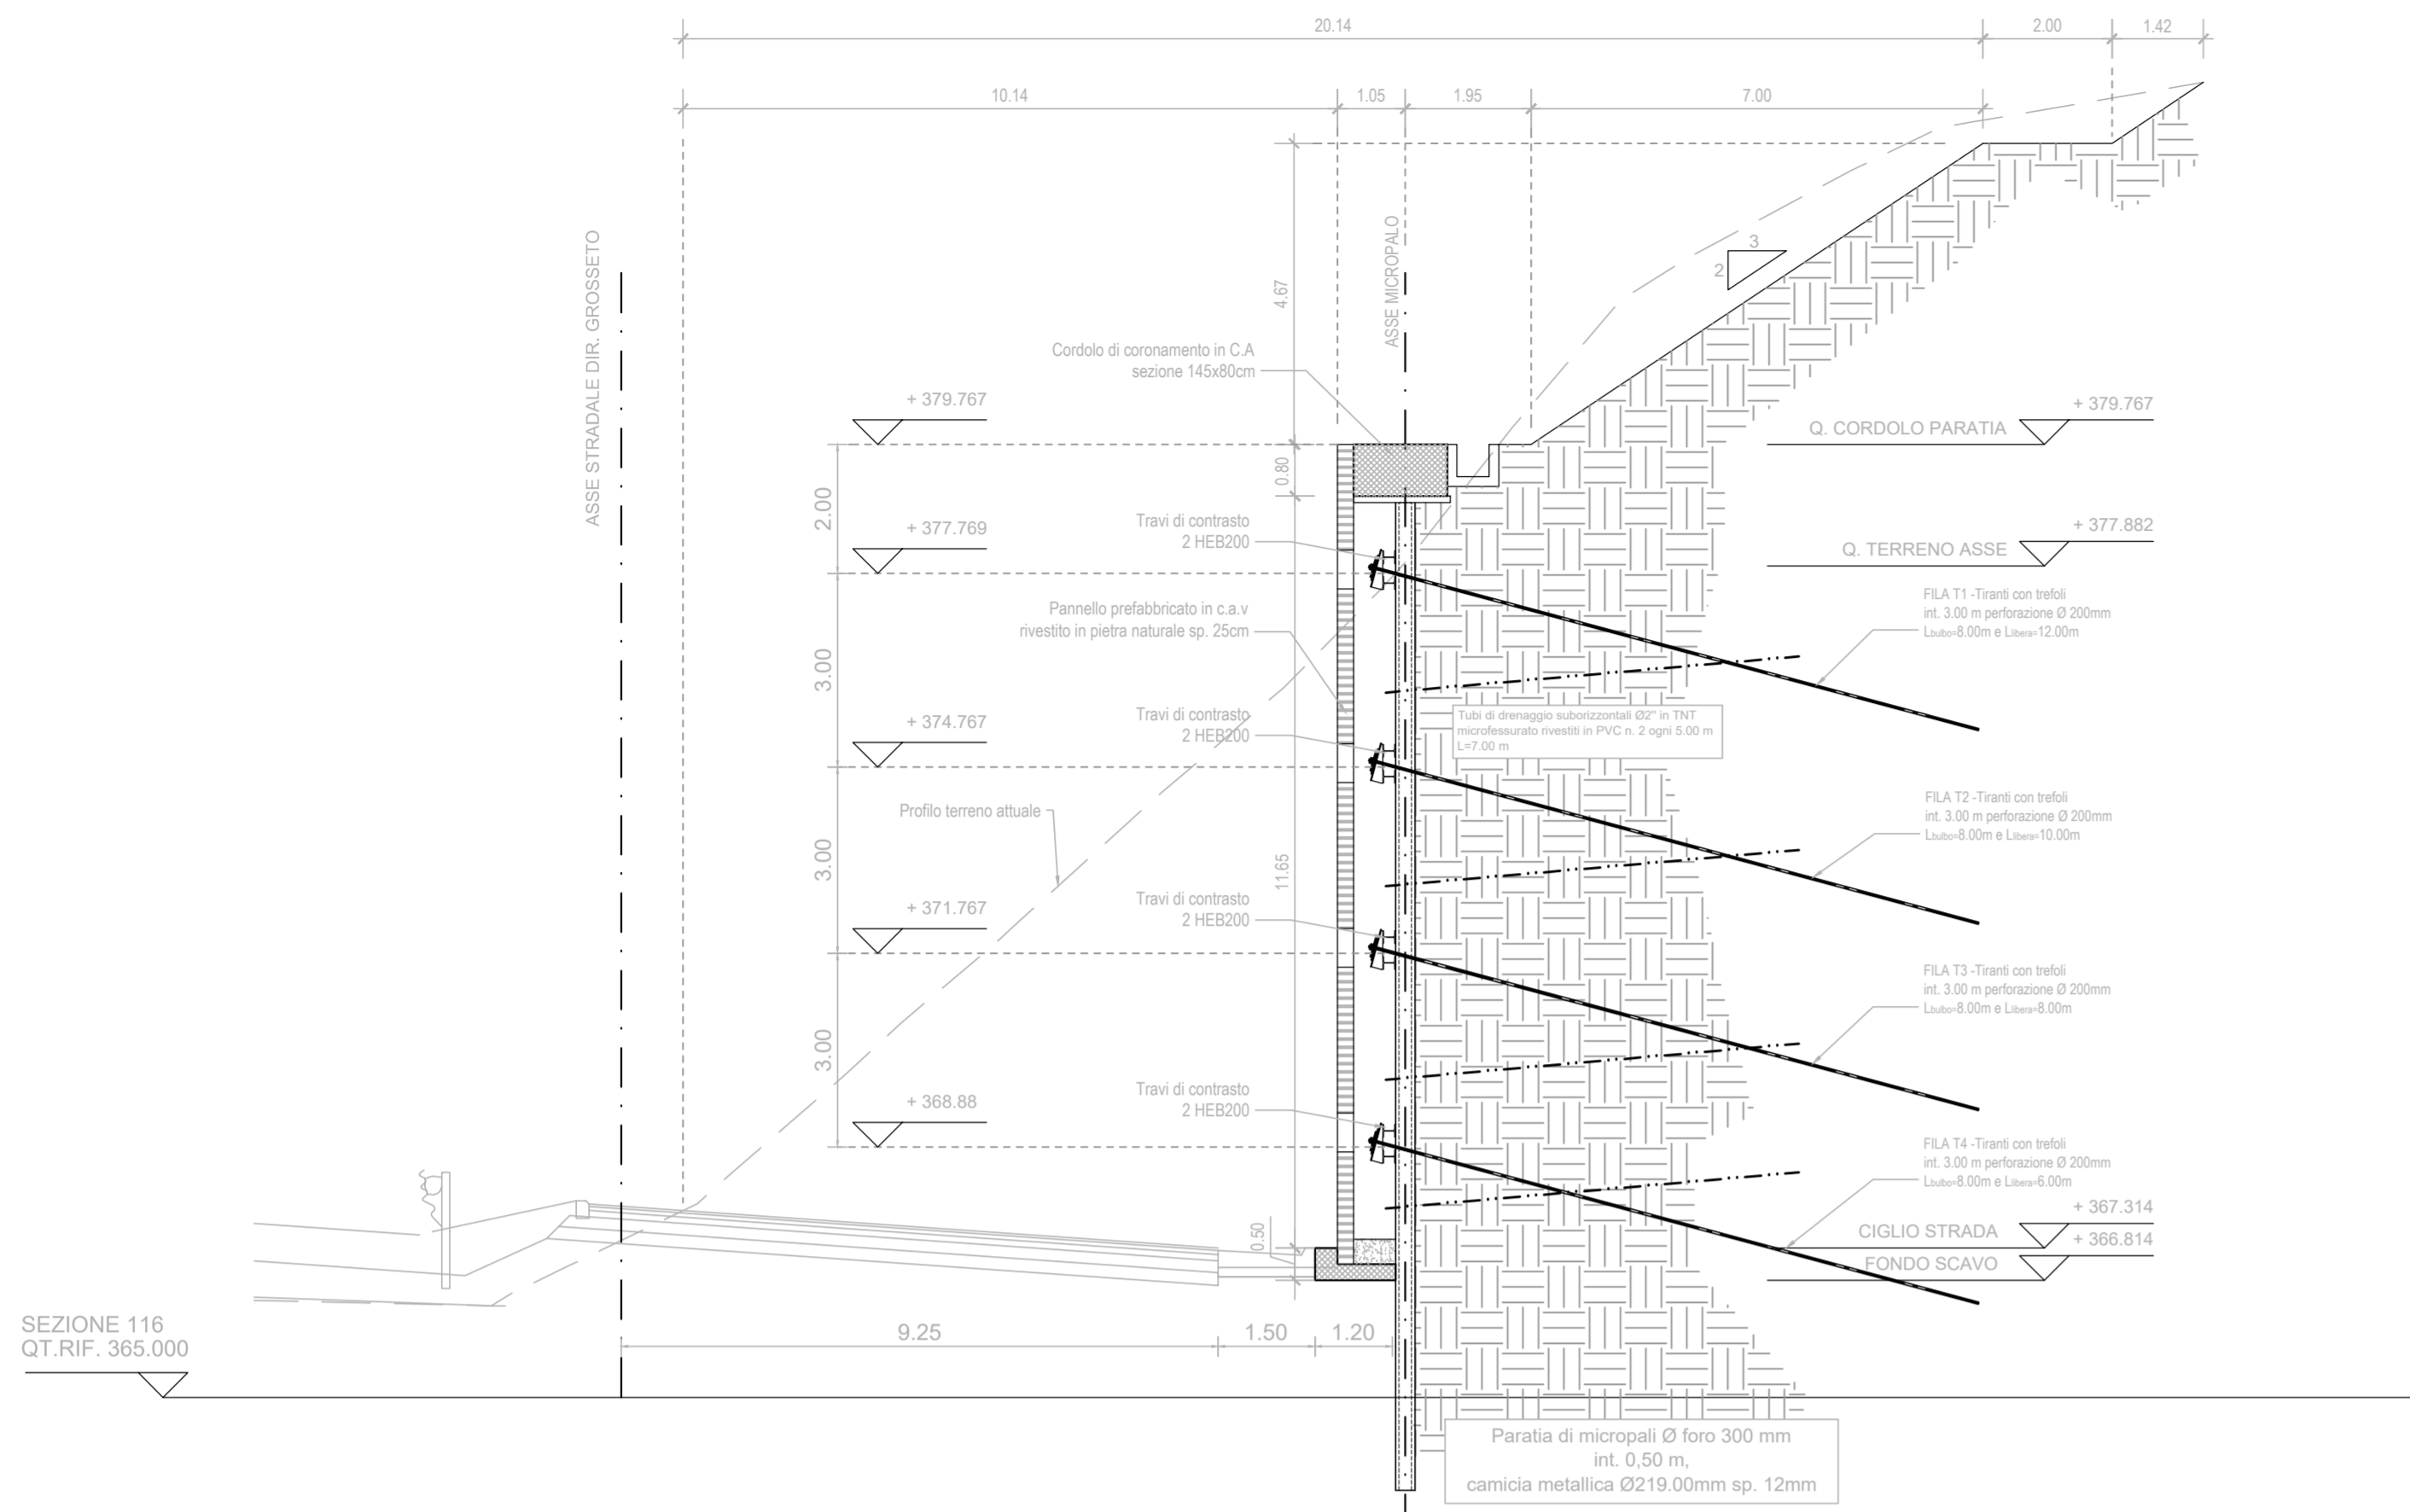 20.14
2.00
1.42
10.14
1.05
1.95
7.00
ASSE STRADALE DIR. GROSSETO
ASSE MICROPALO
3
2
4.67
Cordolo di coronamento in C.A
sezione 145x80cm
+ 379.767
+ 379.767
Q. CORDOLO PARATIA
0.80
2.00
+ 377.769
Travi di contrasto
2 HEB200
+ 377.882
Q. TERRENO ASSE
FILA T1 -Tiranti con trefoli
int. 3.00 m perforazione Ø 200mm
Lbulbo=8.00m e Llibera=12.00m
Pannello prefabbricato in c.a.v
rivestito in pietra naturale sp. 25cm
3.00
+ 374.767
Travi di contrasto
2 HEB200
Tubi di drenaggio suborizzontali Ø2" in TNT
microfessurato rivestiti in PVC n. 2 ogni 5.00 m
L=7.00 m
Profilo terreno attuale
FILA T2 -Tiranti con trefoli
int. 3.00 m perforazione Ø 200mm
Lbulbo=8.00m e Llibera=10.00m
3.00
11.65
+ 371.767
Travi di contrasto
2 HEB200
FILA T3 -Tiranti con trefoli
int. 3.00 m perforazione Ø 200mm
Lbulbo=8.00m e Llibera=8.00m
3.00
+ 368.88
Travi di contrasto
2 HEB200
FILA T4 -Tiranti con trefoli
int. 3.00 m perforazione Ø 200mm
Lbulbo=8.00m e Llibera=6.00m
+ 367.314
CIGLIO STRADA
0.50
+ 366.814
FONDO SCAVO
SEZIONE 116
QT.RIF. 365.000
9.25
1.50
1.20
Paratia di micropali Ø foro 300 mm
int. 0,50 m,
camicia metallica Ø219.00mm sp. 12mm